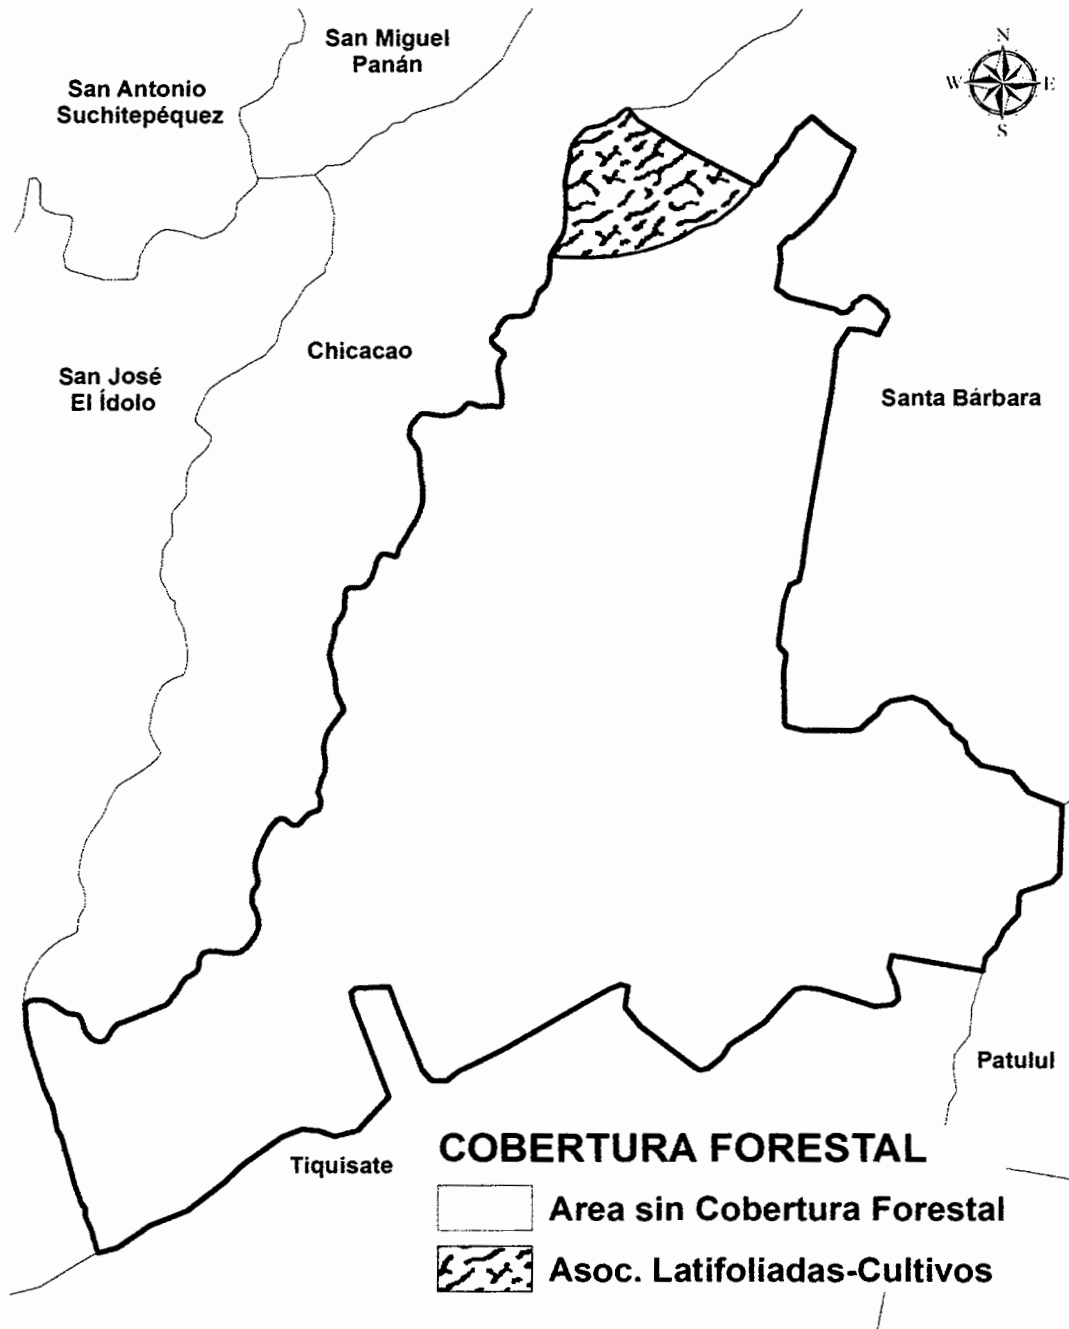 San Miguel
Panán
N
W
E
S
San Antonio
Suchitepéquez
Chicacao
San José
El Ídolo
Santa Bárbara
Patulul
Tiquisate
COBERTURA FORESTAL
Area sin Cobertura Forestal
Asoc. Latifoliadas-Cultivos